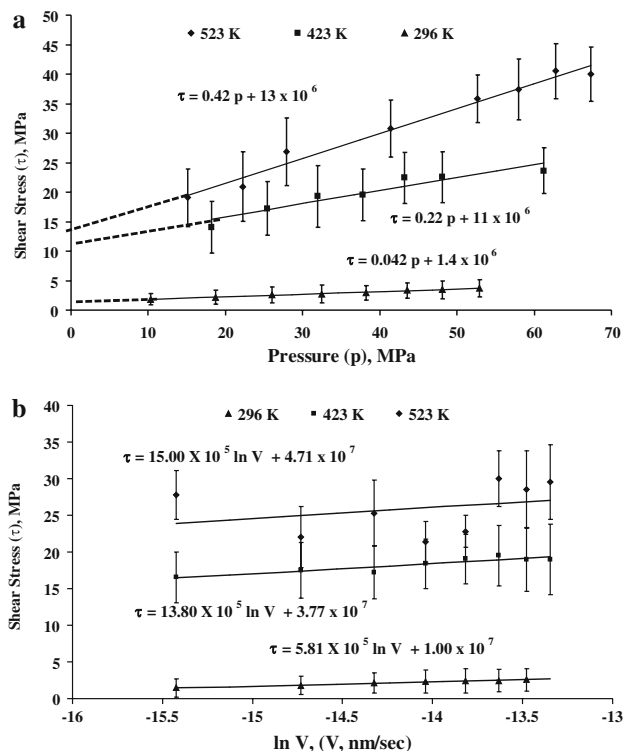 a
523 K 423 K 296 K
50
45
40
35
30
25
20
15
10
5
0
Shear Stress (τ), MPa
τ = 0.42 p + 13 x 10⁶
τ = 0.22 p + 11 x 10⁶
τ = 0.042 p + 1.4 x 10⁶
0 10 20 30 40 50 60 70
Pressure (p), MPa
b
296 K 423 K 523 K
40
35
30
25
20
15
10
5
0
Shear Stress (τ), MPa
τ = 15.00 X 10⁵ ln V + 4.71 x 10⁷
τ = 13.80 X 10⁵ ln V + 3.77 x 10⁷
τ = 5.81 X 10⁵ ln V + 1.00 x 10⁷
-16 -15.5 -15 -14.5 -14 -13.5 -13
ln V, (V, nm/sec)